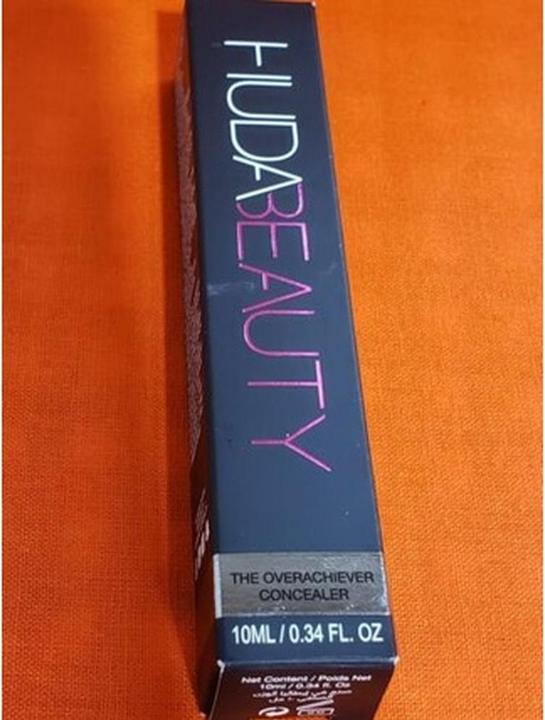 HUDABEAUTY
THE OVERACHIEVER
CONCEALER
10ML / 0.34 FL. OZ
Net Content / Poids Net
10ml / 0.34 fl. Oz